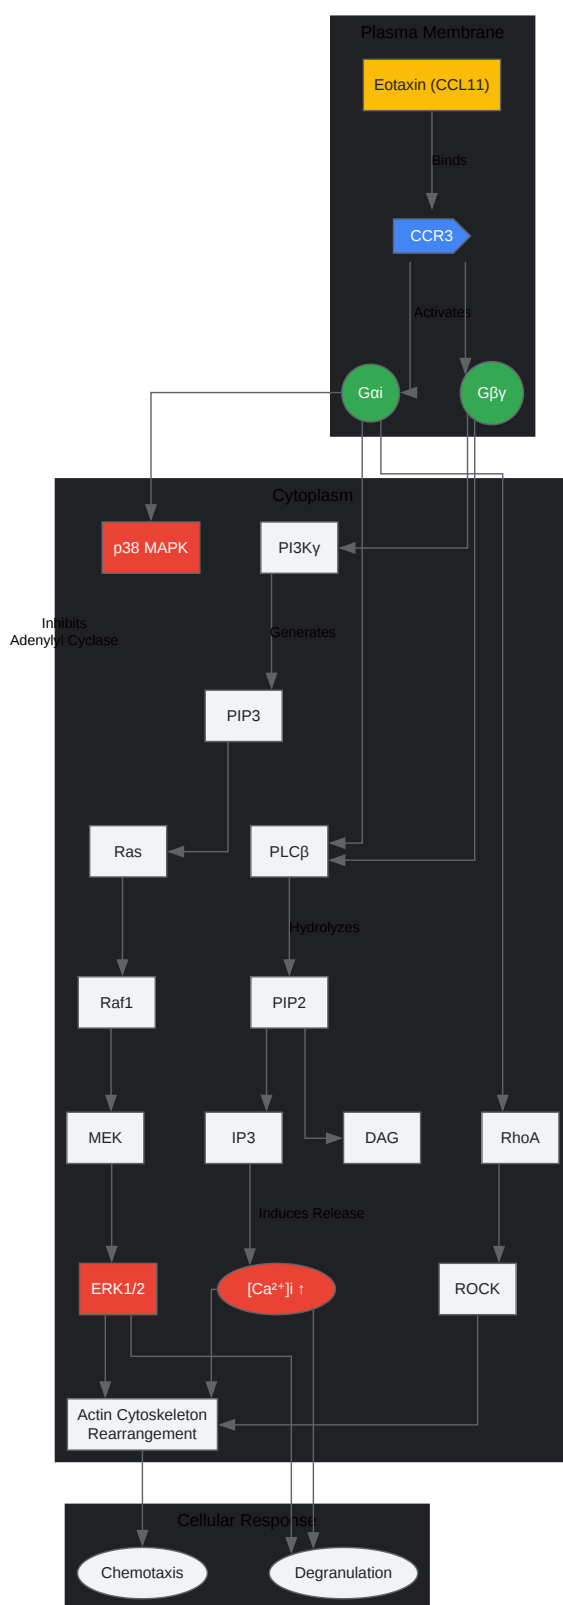 Plasma Membrane
Eotaxin (CCL11)
Binds
CCR3
Activates
Gαi
Gβγ
Cytoplasm
p38 MAPK
PI3Kγ
Inhibits
Adenylyl Cyclase
Generates
PIP3
Ras
PLCβ
Hydrolyzes
Raf1
PIP2
MEK
IP3
DAG
RhoA
Induces Release
ERK1/2
[Ca²⁺]i ↑
ROCK
Actin Cytoskeleton
Rearrangement
Cellular Response
Chemotaxis
Degranulation